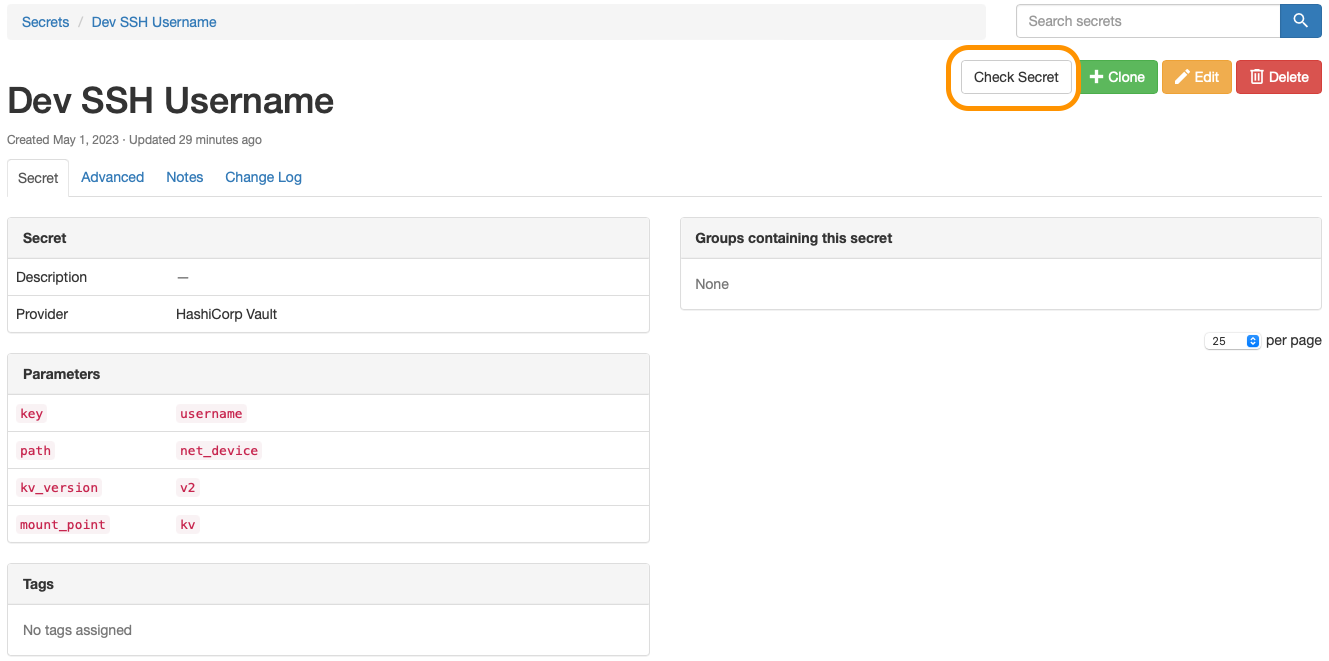 Secrets / Dev SSH Username
Search secrets
Check Secret
Clone
Edit
Delete
Dev SSH Username
Created May 1, 2023 · Updated 29 minutes ago
Secret Advanced Notes Change Log
Secret
Description —
Provider HashiCorp Vault
Parameters
key username
path net_device
kv_version v2
mount_point kv
Tags
No tags assigned
Groups containing this secret
None
25 per page